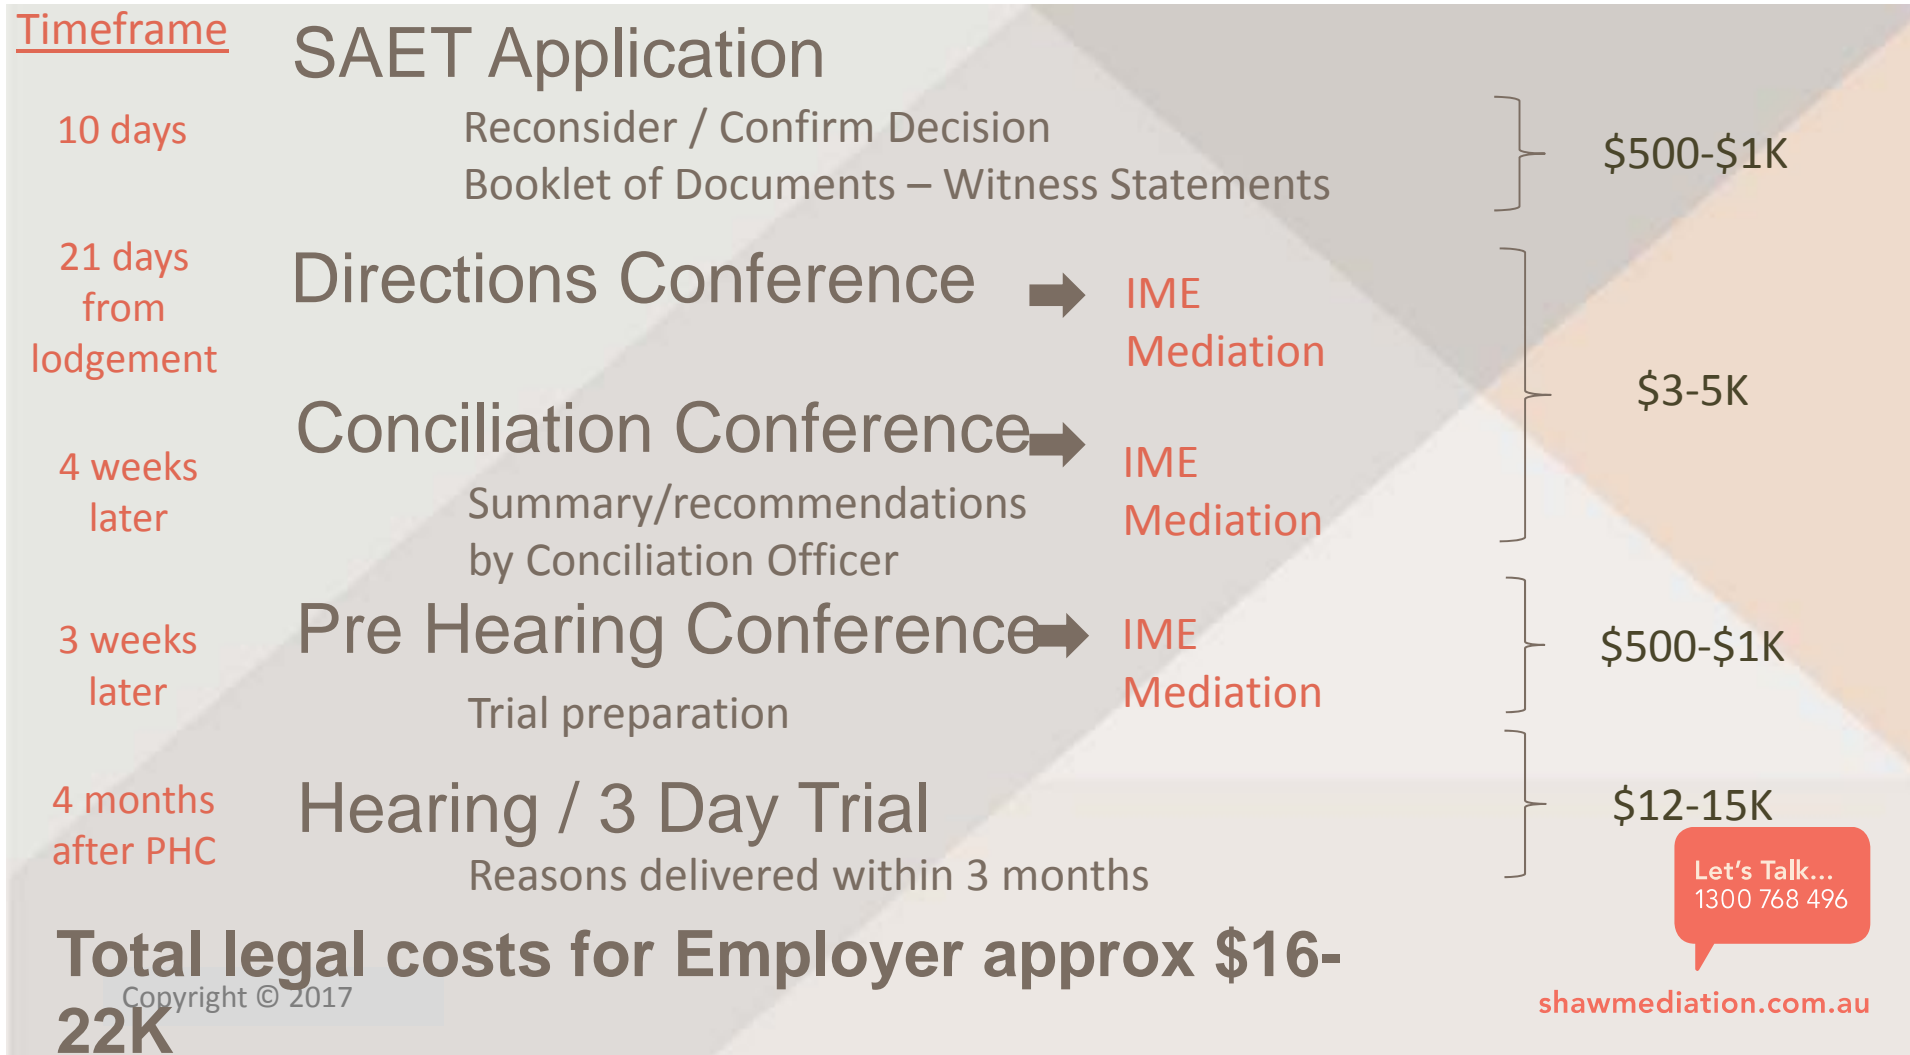 Timeframe
SAET Application
10 days
Reconsider / Confirm Decision
Booklet of Documents – Witness Statements
$500-$1K
21 days
from
lodgement
Directions Conference
IME
Mediation
$3-5K
4 weeks
later
Conciliation Conference
Summary/recommendations
by Conciliation Officer
IME
Mediation
3 weeks
later
Pre Hearing Conference
Trial preparation
IME
Mediation
$500-$1K
4 months
after PHC
Hearing / 3 Day Trial
Reasons delivered within 3 months
$12-15K
Let's Talk...
1300 768 496
Total legal costs for Employer approx $16-
22K
Copyright © 2017
shawmediation.com.au